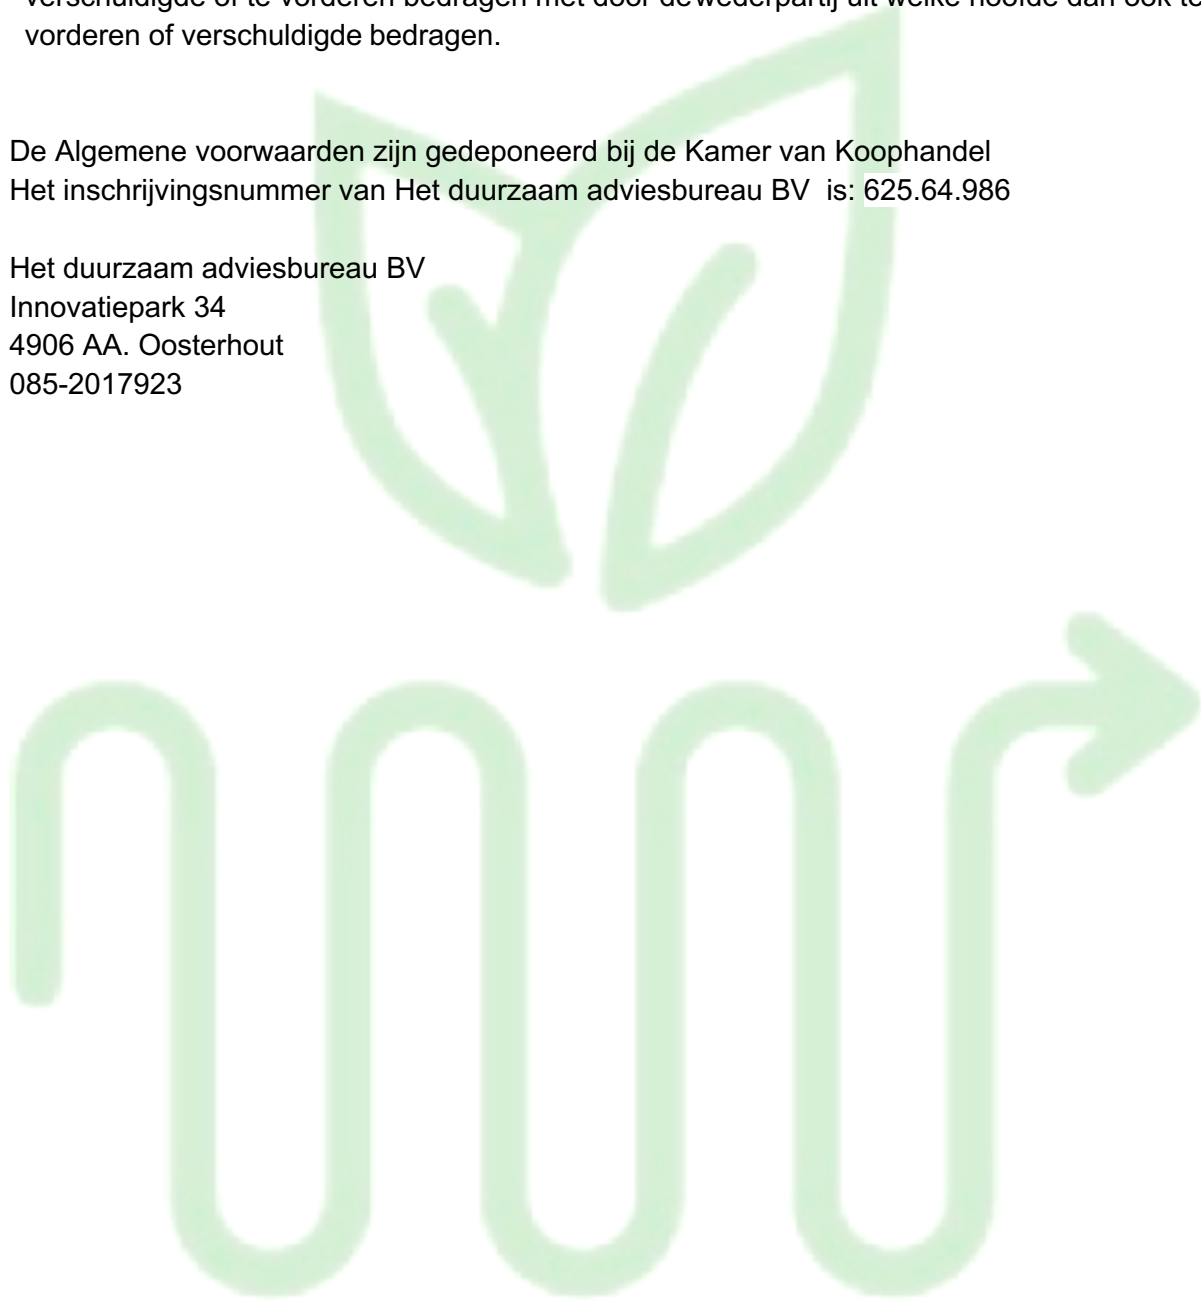 verschuldigde of te vorderen bedragen met door dewederpartij uit welke hoofde dan ook te
vorderen of verschuldigde bedragen.
De Algemene voorwaarden zijn gedeponeerd bij de Kamer van Koophandel
Het inschrijvingsnummer van Het duurzaam adviesbureau BV  is: 625.64.986
Het duurzaam adviesbureau BV
Innovatiepark 34
4906 AA. Oosterhout
085-2017923